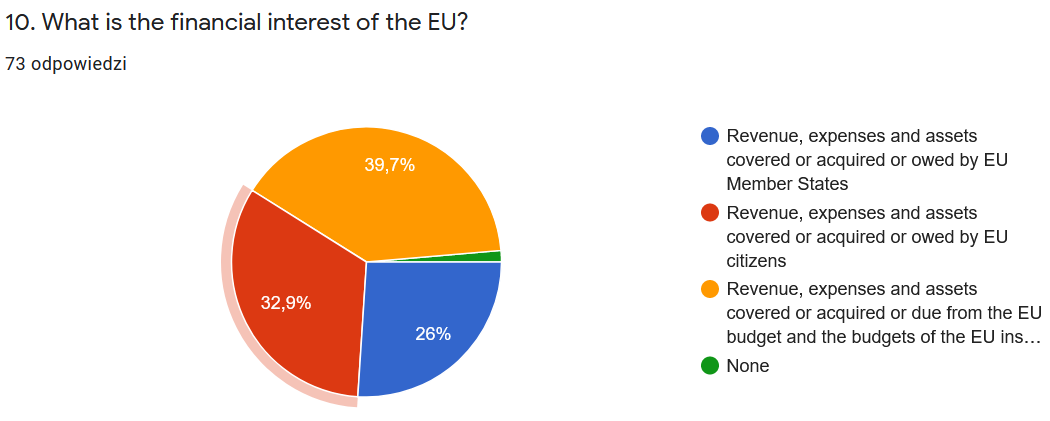 10. What is the financial interest of the EU?
73 odpowiedzi
39,7%
32,9%
26%
Revenue, expenses and assets
covered or acquired or owed by EU
Member States
Revenue, expenses and assets
covered or acquired or owed by EU
citizens
Revenue, expenses and assets
covered or acquired or due from the EU
budget and the budgets of the EU ins…
None